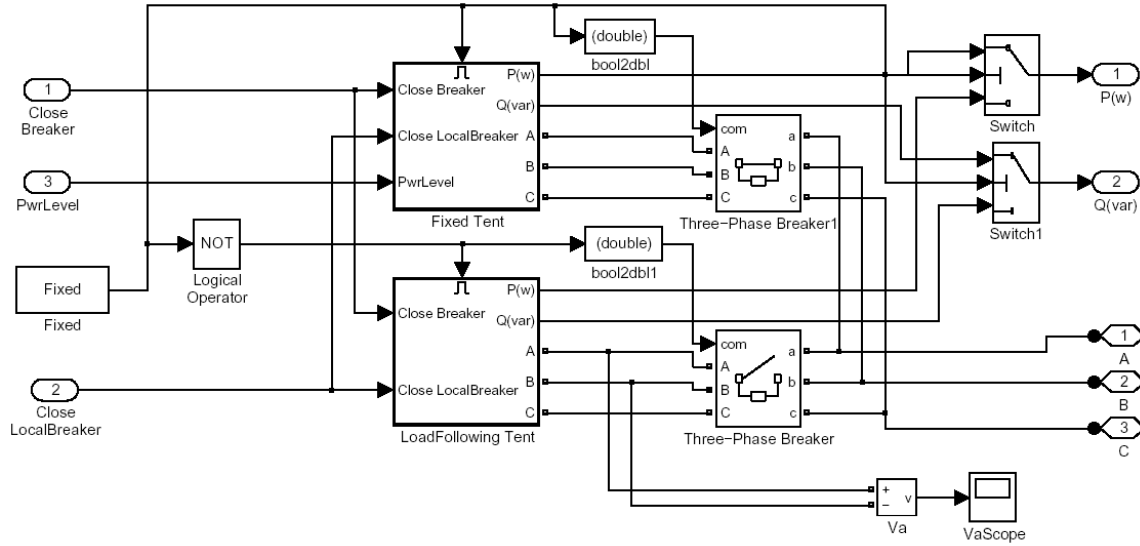 (double)
bool2dbl
1
Close
Breaker
3
PwrLevel
Close Breaker
Close LocalBreaker
PwrLevel
P(w)
Q(var)
A
B
C
Fixed Tent
com
A
B
C
a
b
c
Three-Phase Breaker1
Switch
1
P(w)
Switch1
2
Q(var)
NOT
Logical
Operator
Fixed
Fixed
(double)
bool2dbl1
2
Close
LocalBreaker
Close Breaker
Close LocalBreaker
P(w)
Q(var)
A
B
C
LoadFollowing Tent
com
A
B
C
a
b
c
Three-Phase Breaker
1
A
2
B
3
C
+
−
v
Va
VaScope